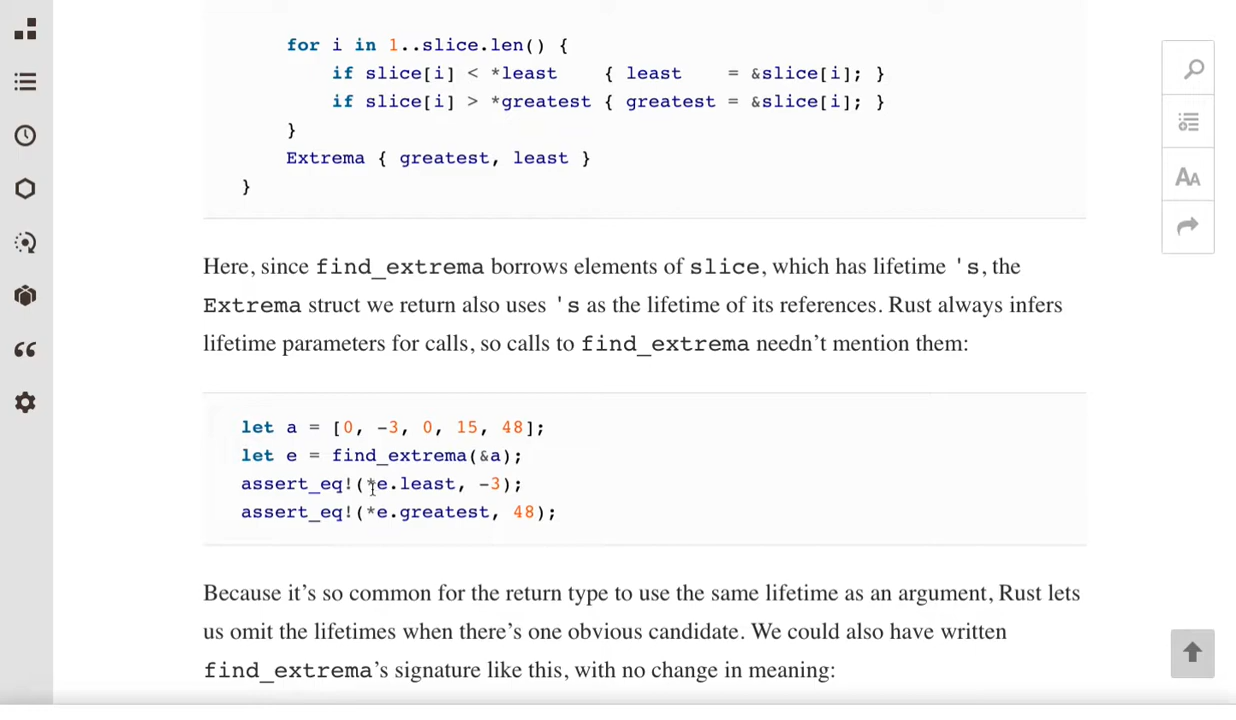 for i in 1..slice.len() {
if slice[i] < *least    { least    = &slice[i]; }
if slice[i] > *greatest { greatest = &slice[i]; }
}
Extrema { greatest, least }
}
Here, since find_extrema borrows elements of slice, which has lifetime 's, the
Extrema struct we return also uses 's as the lifetime of its references. Rust always infers
lifetime parameters for calls, so calls to find_extrema needn’t mention them:
let a = [0, -3, 0, 15, 48];
let e = find_extrema(&a);
assert_eq!(*e.least, -3);
assert_eq!(*e.greatest, 48);
Because it’s so common for the return type to use the same lifetime as an argument, Rust lets
us omit the lifetimes when there’s one obvious candidate. We could also have written
find_extrema’s signature like this, with no change in meaning:
AA